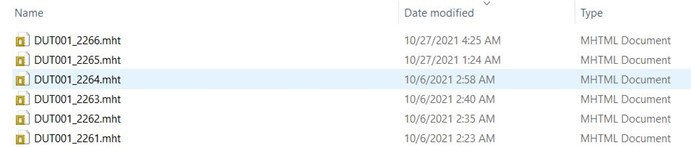 Name Date modified Type
DUT001_2266.mht 10/27/2021 4:25 AM MHTML Document
DUT001_2265.mht 10/27/2021 1:24 AM MHTML Document
DUT001_2264.mht 10/6/2021 2:58 AM MHTML Document
DUT001_2263.mht 10/6/2021 2:40 AM MHTML Document
DUT001_2262.mht 10/6/2021 2:35 AM MHTML Document
DUT001_2261.mht 10/6/2021 2:23 AM MHTML Document